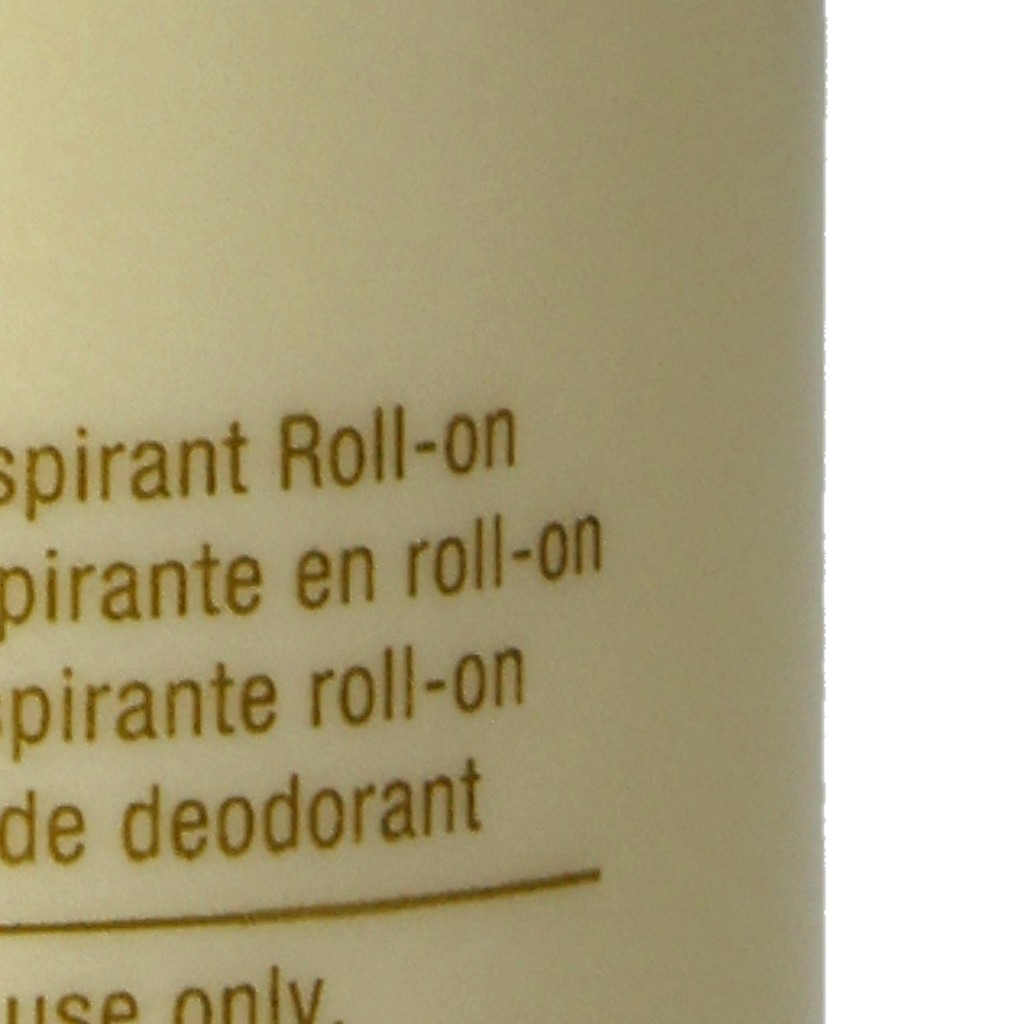 spirant Roll-on
pirante en roll-on
spirante roll-on
de deodorant
use only.